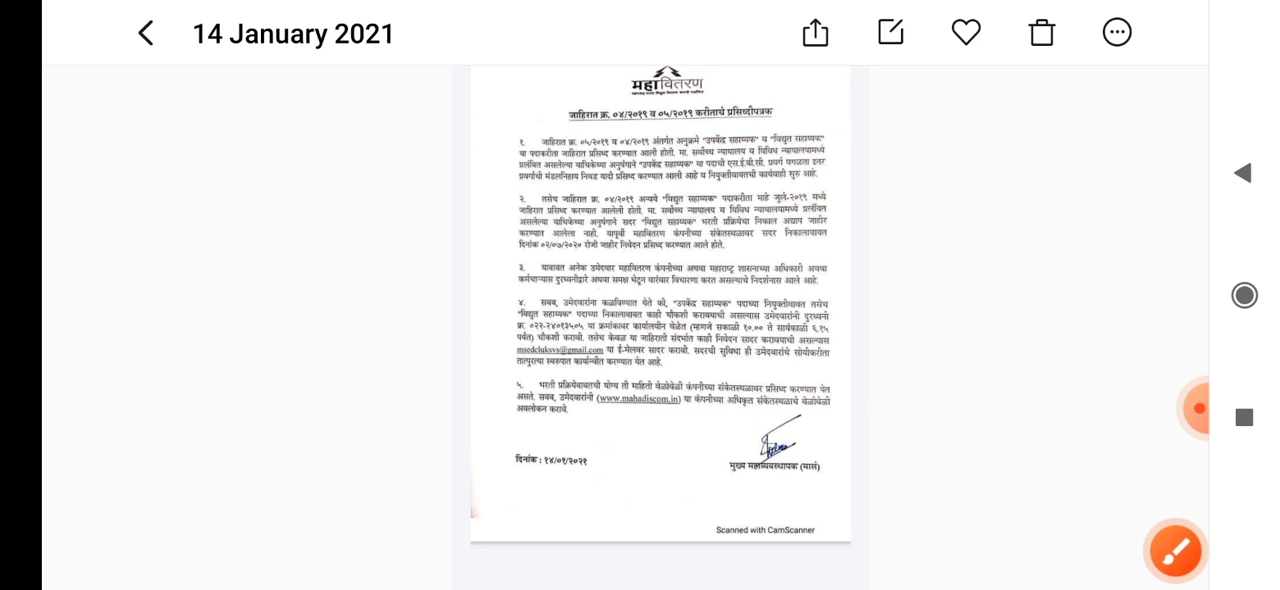 14 January 2021
महावितरण
जाहिरात क्र. ०४/२०१९ व ०५/२०१९ करीताचे प्रसिध्दीपत्रक
१. जाहिरात क्र. ०५/२०१९ व ०४/२०१९ अंतर्गत अनुक्रमे "उपकेंद्र सहाय्यक" व "विद्युत सहाय्यक"
या पदाकरीता जाहिरात प्रसिध्द करण्यात आली होती. मा. सर्वोच्च न्यायालय व विविध न्यायालयामध्ये
प्रलंबित असलेल्या याचिकेच्या अनुषंगाने "उपकेंद्र सहाय्यक" या पदाची एस.ई.बी.सी. प्रवर्ग वगळता इतर
प्रवर्गाची मंडलनिहाय निवड यादी प्रसिध्द करण्यात आली आहे व नियुक्तीबाबतची कार्यवाही सुरु आहे.
२. तसेच जाहिरात क्र. ०४/२०१९ अन्वये "विद्युत सहाय्यक" पदाकरीता माहे जुलै-२०१९ मध्ये
जाहिरात प्रसिध्द करण्यात आलेली होती. मा. सर्वोच्च न्यायालय व विविध न्यायालयामध्ये प्रलंबित
असलेल्या याचिकेच्या अनुषंगाने सदर "विद्युत सहाय्यक" भरती प्रक्रियेचा निकाल अद्याप जाहीर
करण्यात आलेला नाही. यापूर्वी महावितरण कंपनीच्या संकेतस्थळावर सदर निकालाबाबत
दिनांक ०२/०७/२०२० रोजी जाहीर निवेदन प्रसिध्द करण्यात आले होते.
३. याबाबत अनेक उमेदवार महावितरण कंपनीच्या अथवा महाराष्ट्र शासनाच्या अधिकारी अथवा
कर्मचाऱ्यास दुरध्वनीद्वारे अथवा समक्ष भेटून वारंवार विचारणा करत असल्याचे निदर्शनास आले आहे.
४. सबब, उमेदवारांना कळविण्यात येते की, "उपकेंद्र सहाय्यक" पदाच्या नियुक्तीबाबत तसेच
"विद्युत सहाय्यक" पदाच्या निकालाबाबत काही चौकशी करावयाची असल्यास उमेदवारांनी दुरध्वनी
क्र. ०२२-२४०१३५०५ या क्रमांकावर कार्यालयीन वेळेत (म्हणजे सकाळी १०.०० ते सायंकाळी ६.१५
पर्यंत) चौकशी करावी. तसेच केवळ या जाहिराती संदर्भात काही निवेदन सादर करावयाची असल्यास
msedcluksvs@gmail.com या ई-मेलवर सादर करावी. सदरची सुविधा ही उमेदवारांचे सोयीकरीता
तात्पुरत्या स्वरुपात कार्यान्वीत करण्यात येत आहे.
५. भरती प्रक्रियेबाबतची योग्य ती माहिती वेळोवेळी कंपनीच्या संकेतस्थळावर प्रसिध्द करण्यात येत
असते. सबब, उमेदवारांनी (www.mahadiscom.in) या कंपनीच्या अधिकृत संकेतस्थळाचे वेळोवेळी
अवलोकन करावे.
दिनांक : १४/०१/२०२१
मुख्य महाव्यवस्थापक (मासं)
Scanned with CamScanner